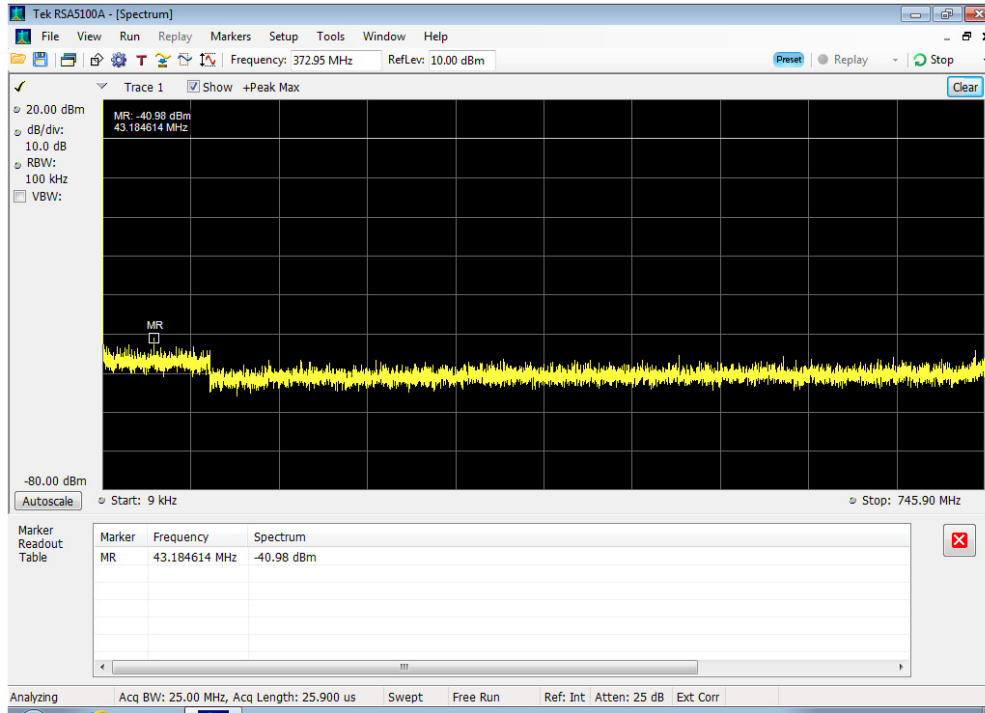 Tek RSA5100A - [Spectrum]
File View Run Replay Markers Setup Tools Window Help
T Frequency: 372.95 MHz RefLev: 10.00 dBm Preset Replay Stop
Trace 1 Show +Peak Max Clear
20.00 dBm
MR: -40.98 dBm
43.184614 MHz
dB/div:
10.0 dB
RBW:
100 kHz
VBW:
MR
-80.00 dBm
Autoscale Start: 9 kHz Stop: 745.90 MHz
Marker Readout Table
Marker Frequency Spectrum
MR 43.184614 MHz -40.98 dBm
Analyzing Acq BW: 25.00 MHz, Acq Length: 25.900 us Swept Free Run Ref: Int Atten: 25 dB Ext Corr